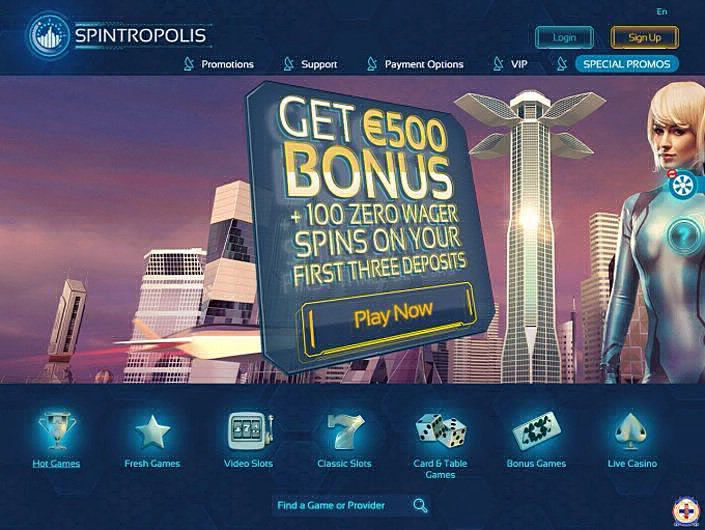 En
SPINTROPOLIS
Login
Sign Up
Promotions
Support
Payment Options
VIP
SPECIAL PROMOS
GET €500
BONUS
+ 100 ZERO WAGER
SPINS ON YOUR
FIRST THREE DEPOSITS
Play Now
?
Hot Games
Fresh Games
Video Slots
Classic Slots
Card & Table
Games
Bonus Games
Live Casino
Find a Game or Provider